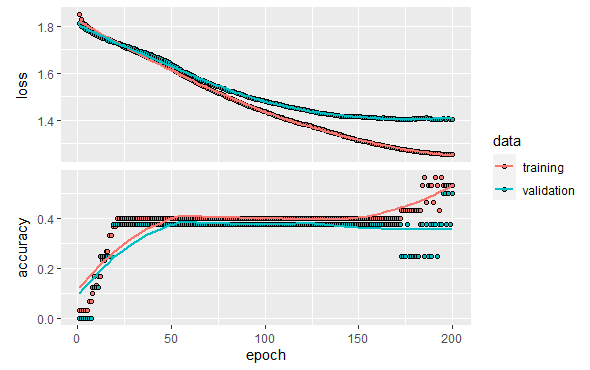 1.8
1.6
1.4
loss
0.4
0.2
0.0
accuracy
0 50 100 150 200
epoch
data
training
validation